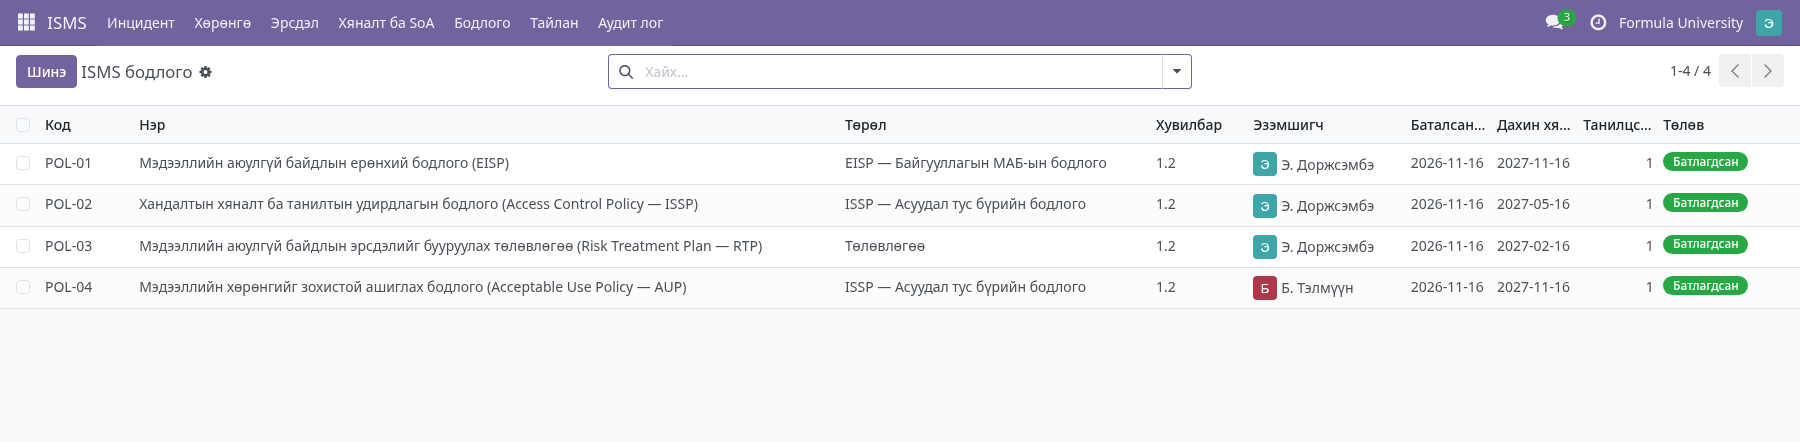 ISMS Инцидент Хөрөнгө Эрсдэл Хяналт ба SoA Бодлого Тайлан Аудит лог 3 Formula University Э
Шинэ ISMS бодлого Хайх... 1-4 / 4
Код Нэр Төрөл Хувилбар Эзэмшигч Баталсан... Дахин хя... Танилцс... Төлөв
POL-01 Мэдээллийн аюулгүй байдлын ерөнхий бодлого (EISP) EISP — Байгууллагын МАБ-ын бодлого 1.2 Э Э. Доржсэмбэ 2026-11-16 2027-11-16 1 Батлагдсан
POL-02 Хандалтын хяналт ба танилтын удирдлагын бодлого (Access Control Policy — ISSP) ISSP — Асуудал тус бүрийн бодлого 1.2 Э Э. Доржсэмбэ 2026-11-16 2027-05-16 1 Батлагдсан
POL-03 Мэдээллийн аюулгүй байдлын эрсдэлийг бууруулах төлөвлөгөө (Risk Treatment Plan — RTP) Төлөвлөгөө 1.2 Э Э. Доржсэмбэ 2026-11-16 2027-02-16 1 Батлагдсан
POL-04 Мэдээллийн хөрөнгийг зохистой ашиглах бодлого (Acceptable Use Policy — AUP) ISSP — Асуудал тус бүрийн бодлого 1.2 Б Б. Тэлмүүн 2026-11-16 2027-11-16 1 Батлагдсан